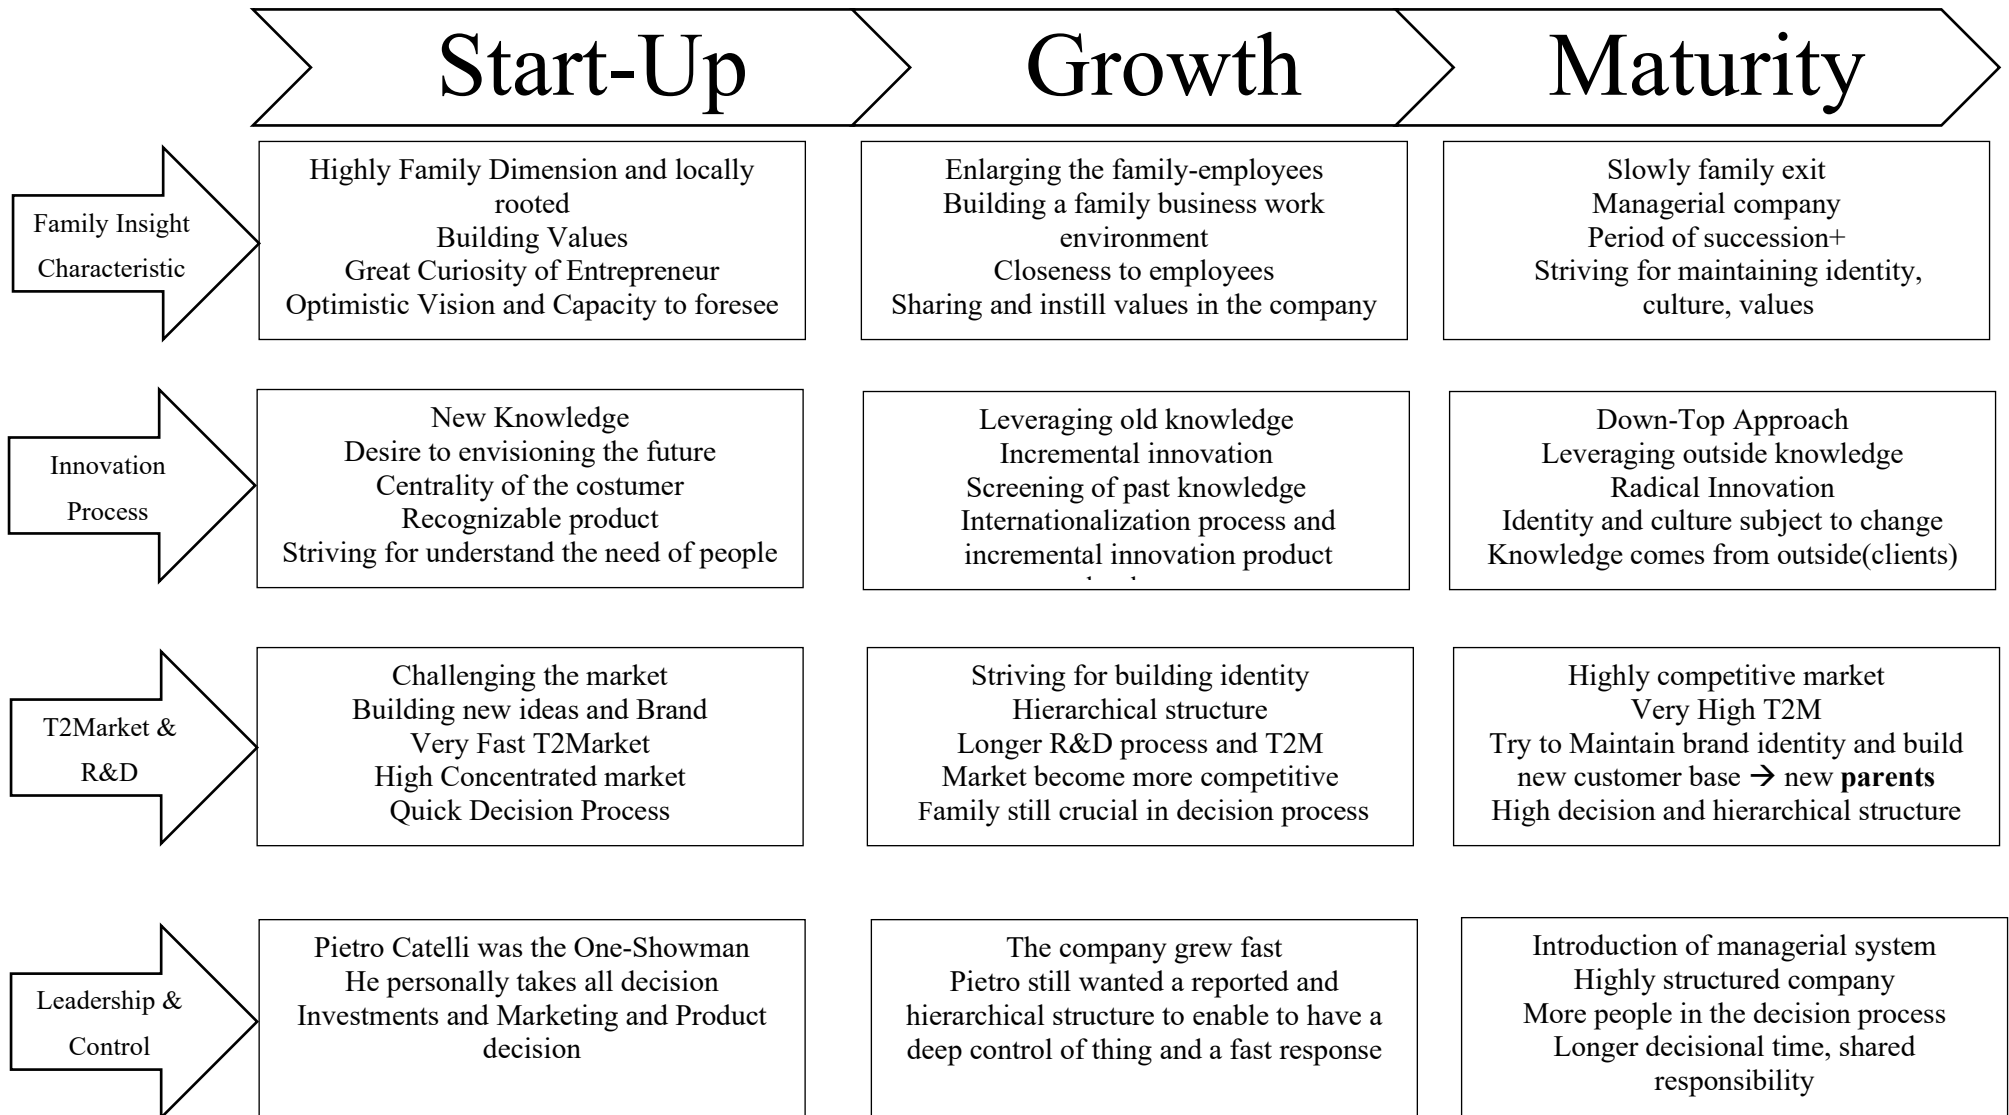 Start-Up
Growth
Maturity
Family Insight
Characteristic
Highly Family Dimension and locally
rooted
Building Values
Great Curiosity of Entrepreneur
Optimistic Vision and Capacity to foresee
Enlarging the family-employees
Building a family business work
environment
Closeness to employees
Sharing and instill values in the company
Slowly family exit
Managerial company
Period of succession+
Striving for maintaining identity,
culture, values
Innovation
Process
New Knowledge
Desire to envisioning the future
Centrality of the costumer
Recognizable product
Striving for understand the need of people
Leveraging old knowledge
Incremental innovation
Screening of past knowledge
Internationalization process and
incremental innovation product
Down-Top Approach
Leveraging outside knowledge
Radical Innovation
Identity and culture subject to change
Knowledge comes from outside(clients)
T2Market &
R&D
Challenging the market
Building new ideas and Brand
Very Fast T2Market
High Concentrated market
Quick Decision Process
Striving for building identity
Hierarchical structure
Longer R&D process and T2M
Market become more competitive
Family still crucial in decision process
Highly competitive market
Very High T2M
Try to Maintain brand identity and build
new customer base → new parents
High decision and hierarchical structure
Leadership &
Control
Pietro Catelli was the One-Showman
He personally takes all decision
Investments and Marketing and Product
decision
The company grew fast
Pietro still wanted a reported and
hierarchical structure to enable to have a
deep control of thing and a fast response
Introduction of managerial system
Highly structured company
More people in the decision process
Longer decisional time, shared
responsibility